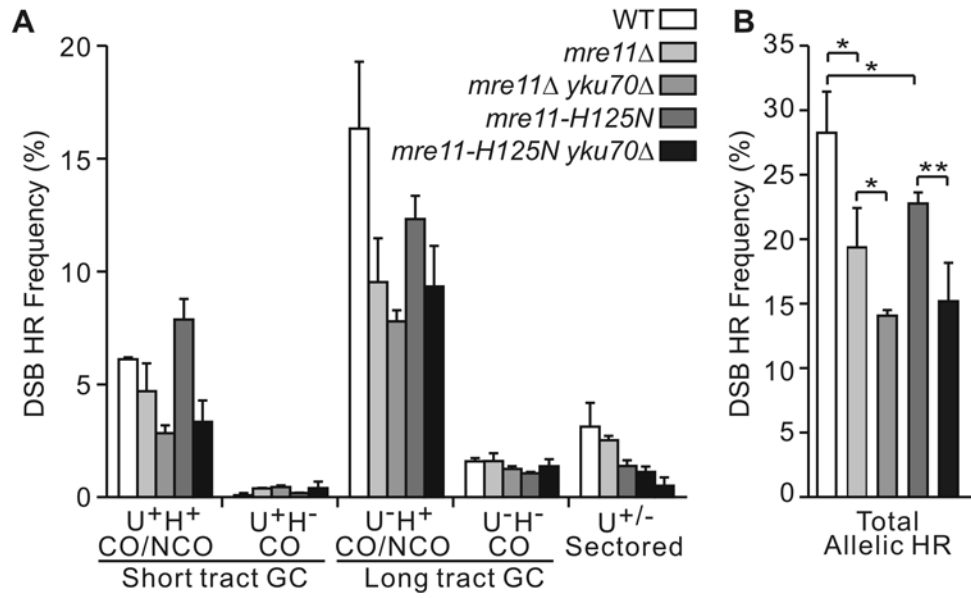 A
DSB HR Frequency (%)
20
15
10
5
0
WT
mre11Δ
mre11Δ yku70Δ
mre11-H125N
mre11-H125N yku70Δ
U+H+ U+H- U-H+ U-H- U+/-
CO/NCO CO CO/NCO CO Sectored
Short tract GC Long tract GC
B
DSB HR Frequency (%)
35
30
25
20
15
10
5
0
*
*
*
**
Total
Allelic HR